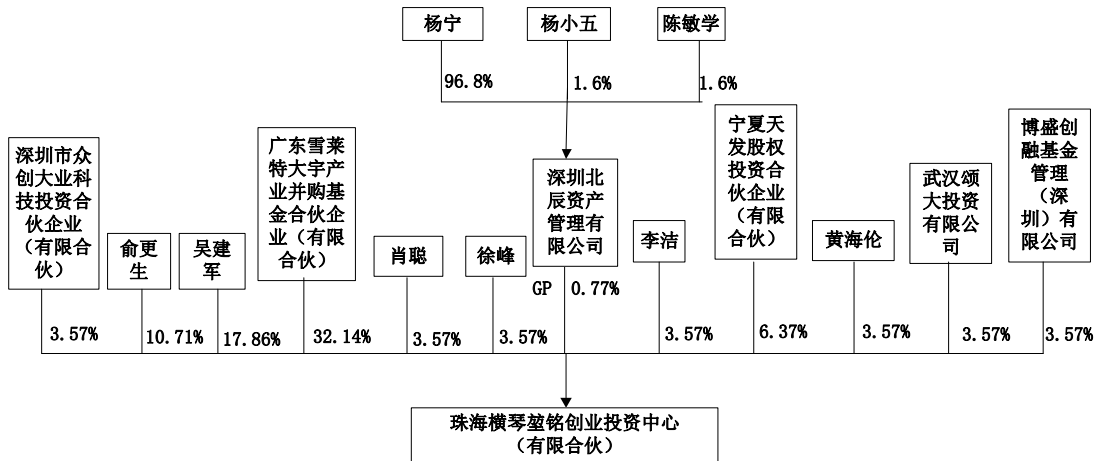 杨宁
杨小五
陈敏学
96.8%
1.6%
1.6%
深圳市众
创大业科
技投资合
伙企业
（有限合
伙）
俞更
生
吴建
军
广东雪莱
特大宇产
业并购基
金合伙企
业（有限
合伙）
肖聪
徐峰
深圳北
辰资产
管理有
限公司
李洁
宁夏天
发股权
投资合
伙企业
（有限
合伙）
黄海伦
武汉颂
大投资
有限公
司
博盛创
融基金
管理
（深
圳）有
限公司
GP
0.77%
3.57%
10.71%
17.86%
32.14%
3.57%
3.57%
3.57%
6.37%
3.57%
3.57%
3.57%
珠海横琴堃铭创业投资中心
（有限合伙）